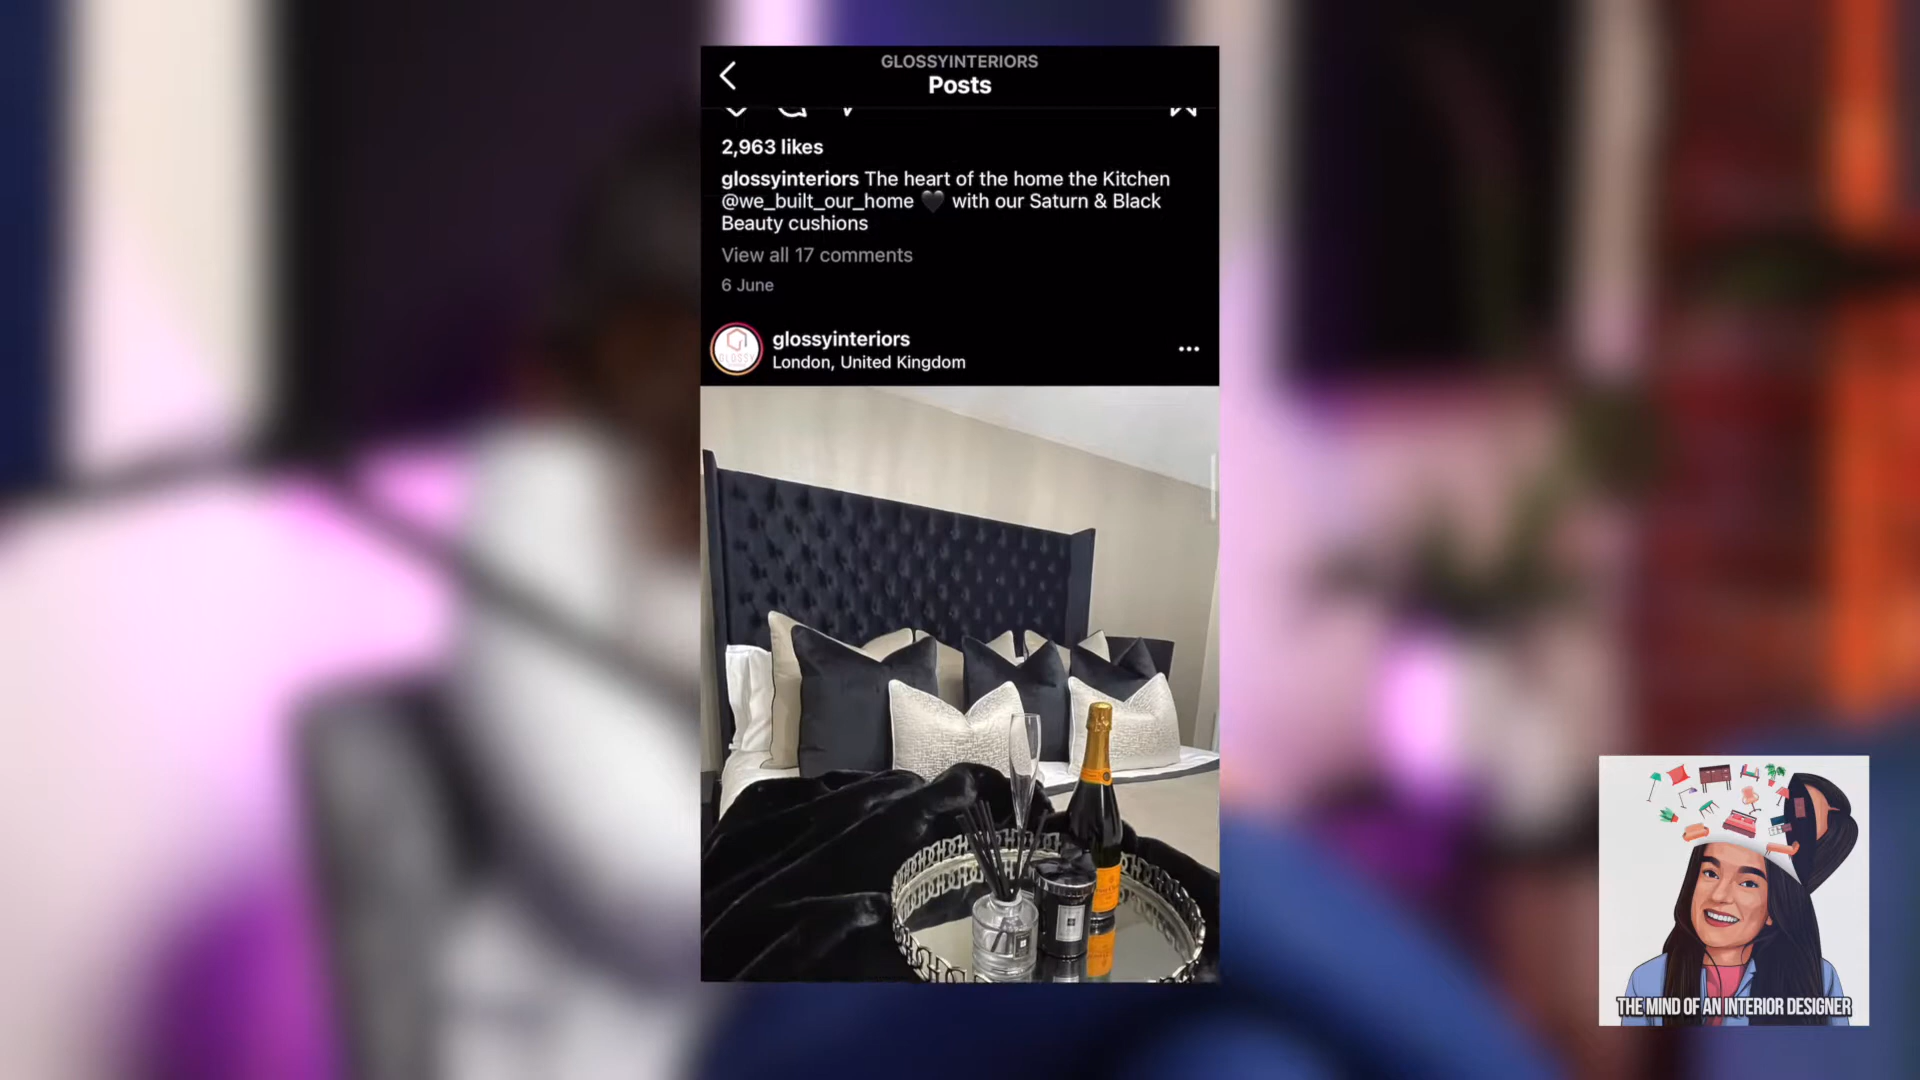 GLOSSYINTERIORS
Posts
2,963 likes
glossyinteriors The heart of the home the Kitchen
@we_built_our_home 🖤 with our Saturn & Black
Beauty cushions
View all 17 comments
6 June
GLOSSY
glossyinteriors
London, United Kingdom
THE MIND OF AN INTERIOR DESIGNER